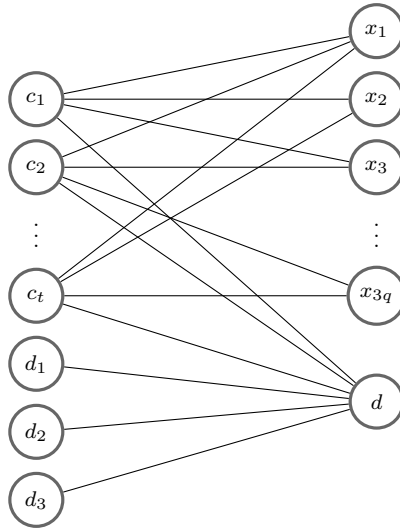 c₁
c₂
⋮
cₜ
d₁
d₂
d₃
x₁
x₂
x₃
⋮
x₃q
d